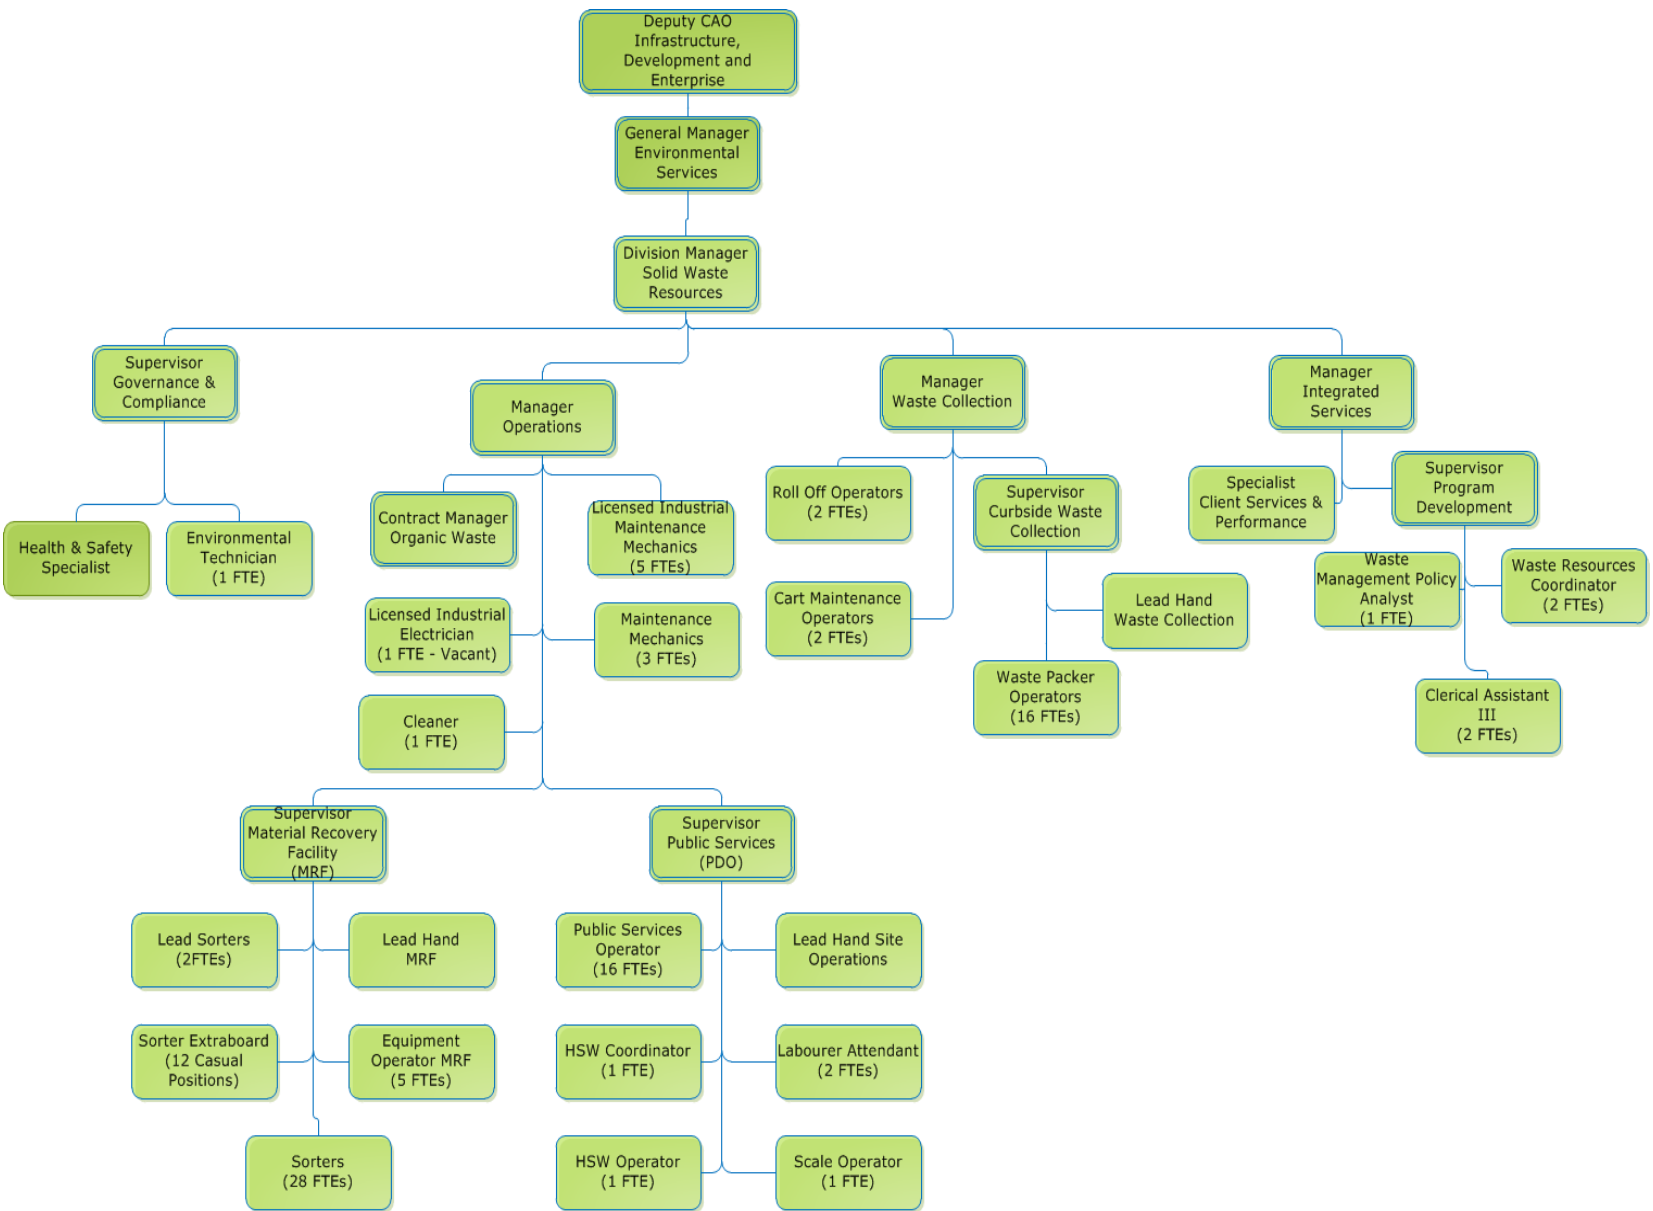 Deputy CAO
Infrastructure,
Development and
Enterprise
General Manager
Environmental
Services
Division Manager
Solid Waste
Resources
Supervisor
Governance &
Compliance
Manager
Operations
Manager
Waste Collection
Manager
Integrated
Services
Health & Safety
Specialist
Environmental
Technician
(1 FTE)
Contract Manager
Organic Waste
Licensed Industrial
Maintenance
Mechanics
(5 FTEs)
Licensed Industrial
Electrician
(1 FTE - Vacant)
Maintenance
Mechanics
(3 FTEs)
Cleaner
(1 FTE)
Roll Off Operators
(2 FTEs)
Supervisor
Curbside Waste
Collection
Cart Maintenance
Operators
(2 FTEs)
Lead Hand
Waste Collection
Waste Packer
Operators
(16 FTEs)
Specialist
Client Services &
Performance
Supervisor
Program
Development
Waste
Management Policy
Analyst
(1 FTE)
Waste Resources
Coordinator
(2 FTEs)
Clerical Assistant
III
(2 FTEs)
Supervisor
Material Recovery
Facility
(MRF)
Supervisor
Public Services
(PDO)
Lead Sorters
(2FTEs)
Lead Hand
MRF
Sorter Extraboard
(12 Casual
Positions)
Equipment
Operator MRF
(5 FTEs)
Sorters
(28 FTEs)
Public Services
Operator
(16 FTEs)
Lead Hand Site
Operations
HSW Coordinator
(1 FTE)
Labourer Attendant
(2 FTEs)
HSW Operator
(1 FTE)
Scale Operator
(1 FTE)